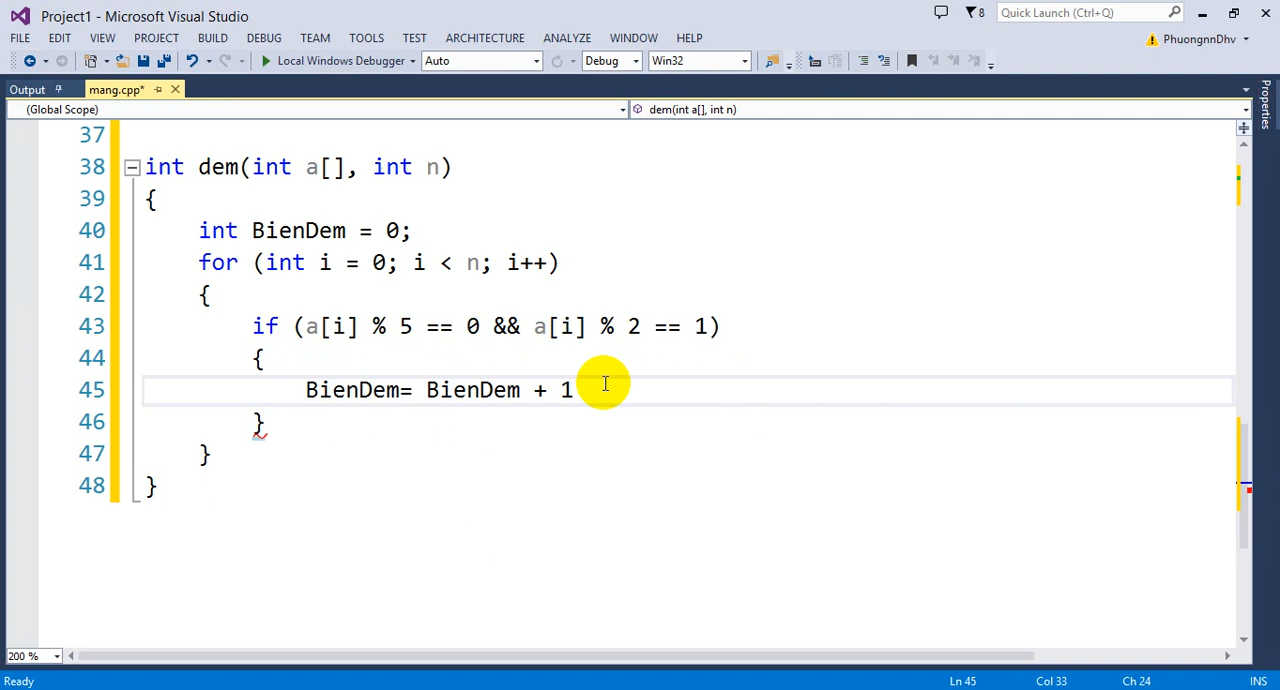 Project1 - Microsoft Visual Studio
8
Quick Launch (Ctrl+Q)
FILE EDIT VIEW PROJECT BUILD DEBUG TEAM TOOLS TEST ARCHITECTURE ANALYZE WINDOW HELP
PhuongnnDhv
Local Windows Debugger Auto Debug Win32
Output mang.cpp*
(Global Scope) dem(int a[], int n)
Properties
37
38 int dem(int a[], int n)
39 {
40 int BienDem = 0;
41 for (int i = 0; i < n; i++)
42 {
43 if (a[i] % 5 == 0 && a[i] % 2 == 1)
44 {
45 BienDem= BienDem + 1
46 }
47 }
48 }
200 %
Ready Ln 45 Col 33 Ch 24 INS